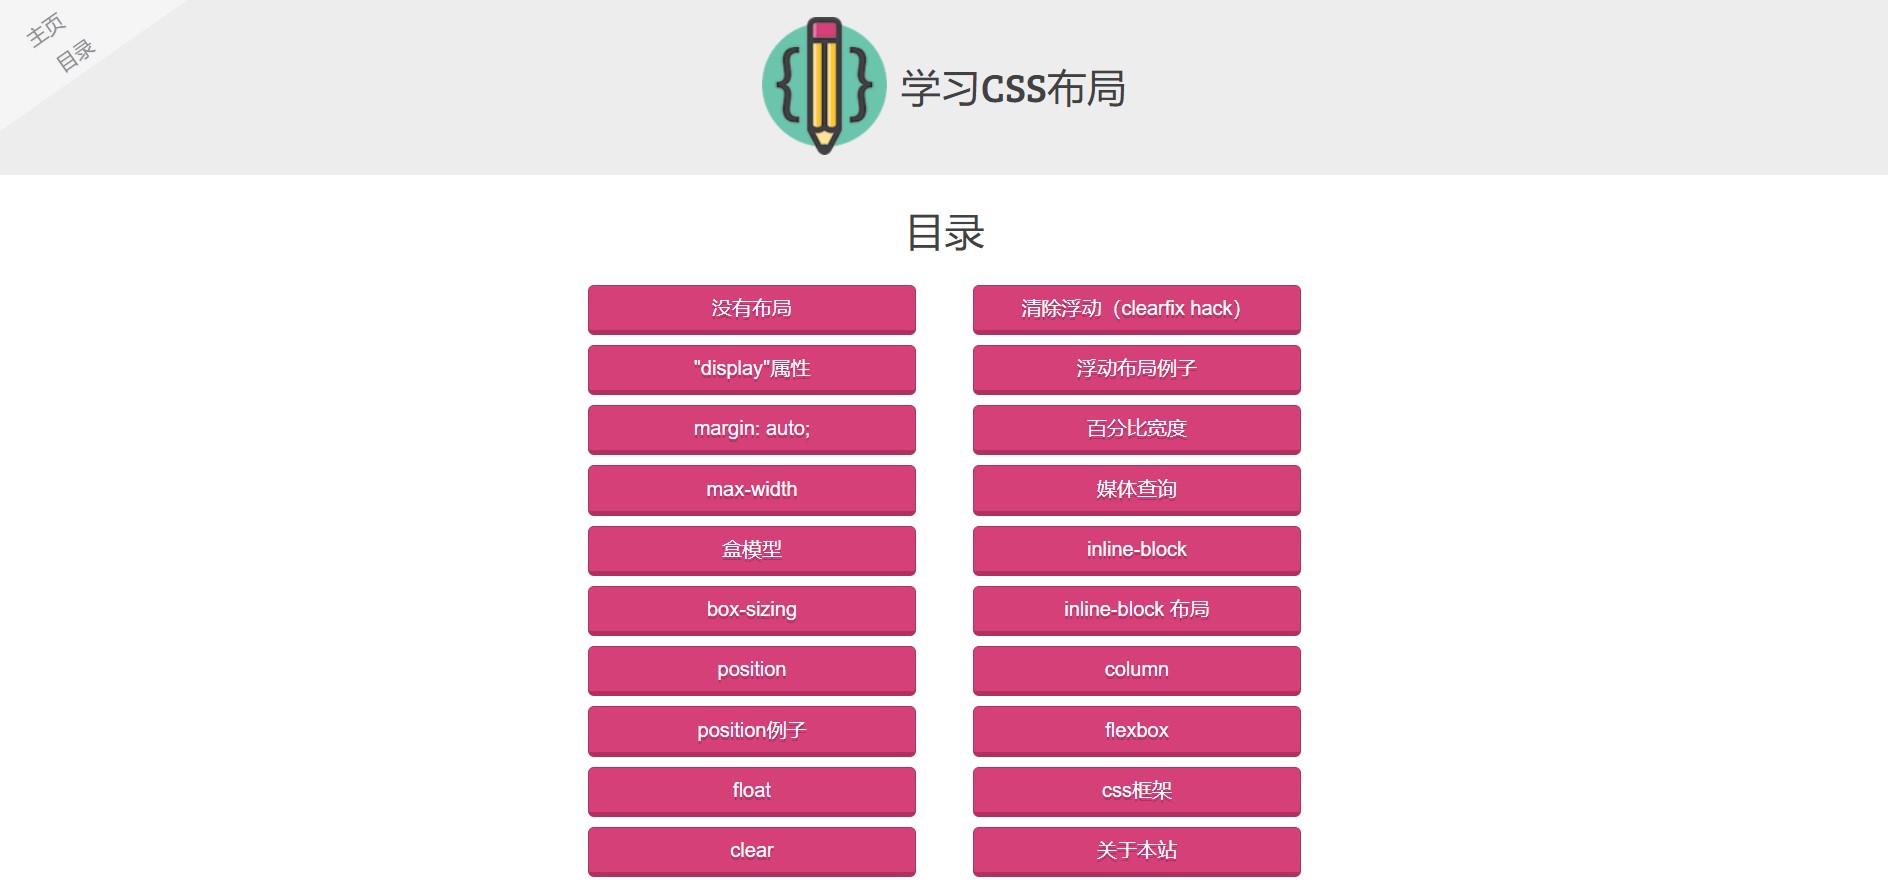 主页
目录
学习CSS布局
目录
没有布局
"display"属性
margin: auto;
max-width
盒模型
box-sizing
position
position例子
float
clear
清除浮动（clearfix hack）
浮动布局例子
百分比宽度
媒体查询
inline-block
inline-block 布局
column
flexbox
css框架
关于本站